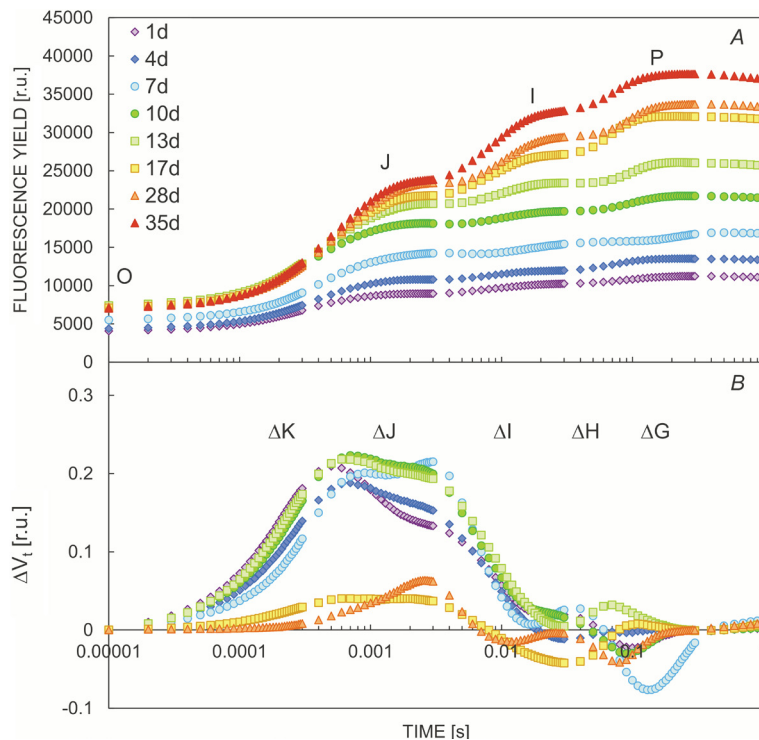 45000
A
40000
1d
4d
P
35000
7d
10d
I
30000
13d
17d
25000
28d
J
35d
20000
15000
O
10000
5000
0
FLUORESCENCE YIELD [r.u.]
B
0.3
ΔK
ΔJ
ΔI
ΔH
ΔG
0.2
0.1
0
0.00001
0.0001
0.001
0.01
0.1
-0.1
ΔVt [r.u.]
TIME [s]